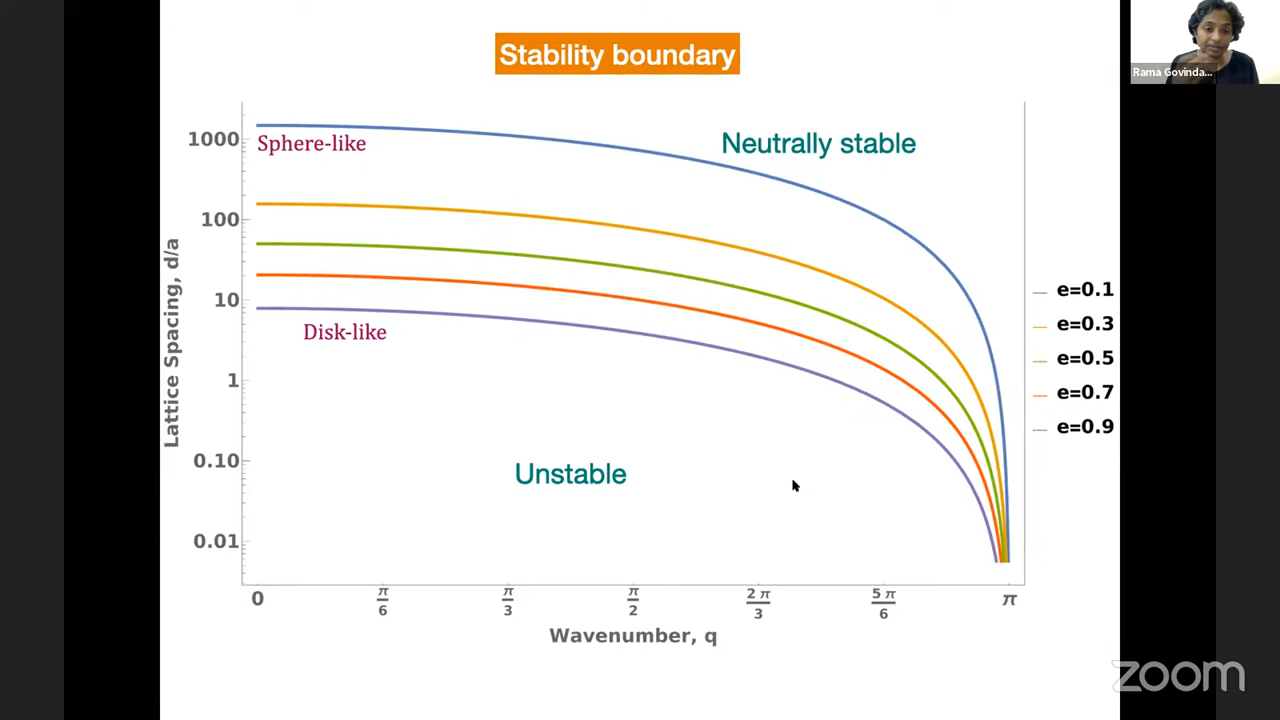 Stability boundary
Rama Govinda...
1000
100
10
1
0.10
0.01
Lattice Spacing, d/a
Sphere-like
Neutrally stable
Disk-like
Unstable
e=0.1
e=0.3
e=0.5
e=0.7
e=0.9
0
π/6
π/3
π/2
2 π/3
5 π/6
π
Wavenumber, q
zoom